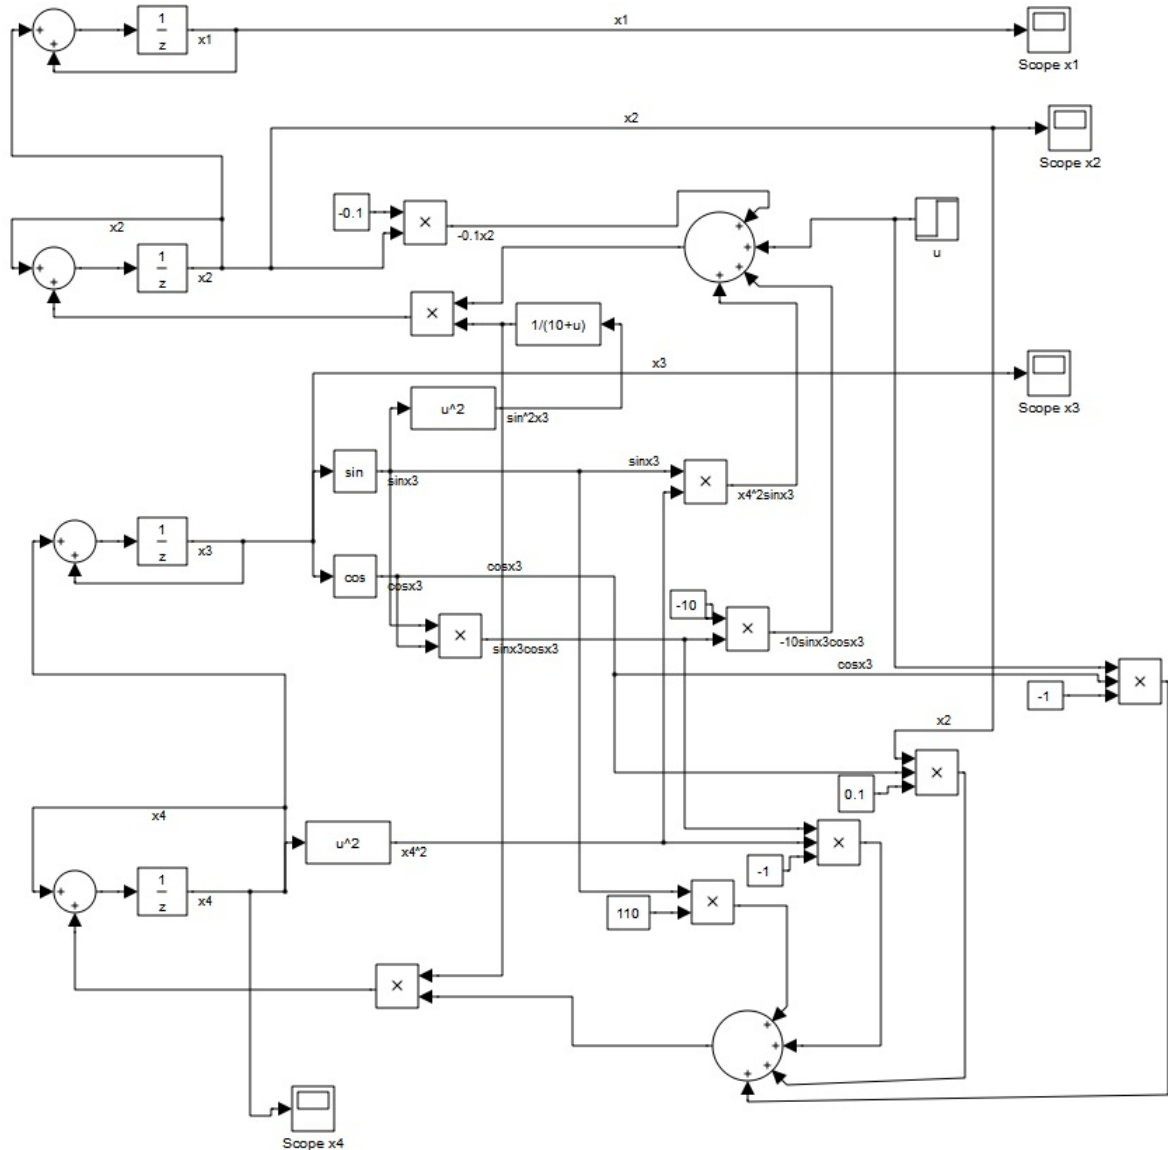 x1
1
z
x1
Scope x1
x2
Scope x2
-0.1
×
-0.1x2
u
x2
1
z
x2
×
1/(10+u)
x3
Scope x3
u^2
sin^2x3
sin
sinx3
sinx3
×
x4^2sinx3
1
z
x3
cos
cosx3
cosx3
-10
×
-10sinx3cosx3
×
sinx3cosx3
cosx3
×
-1
x2
×
0.1
x4
u^2
x4^2
×
-1
1
z
x4
×
110
×
Scope x4